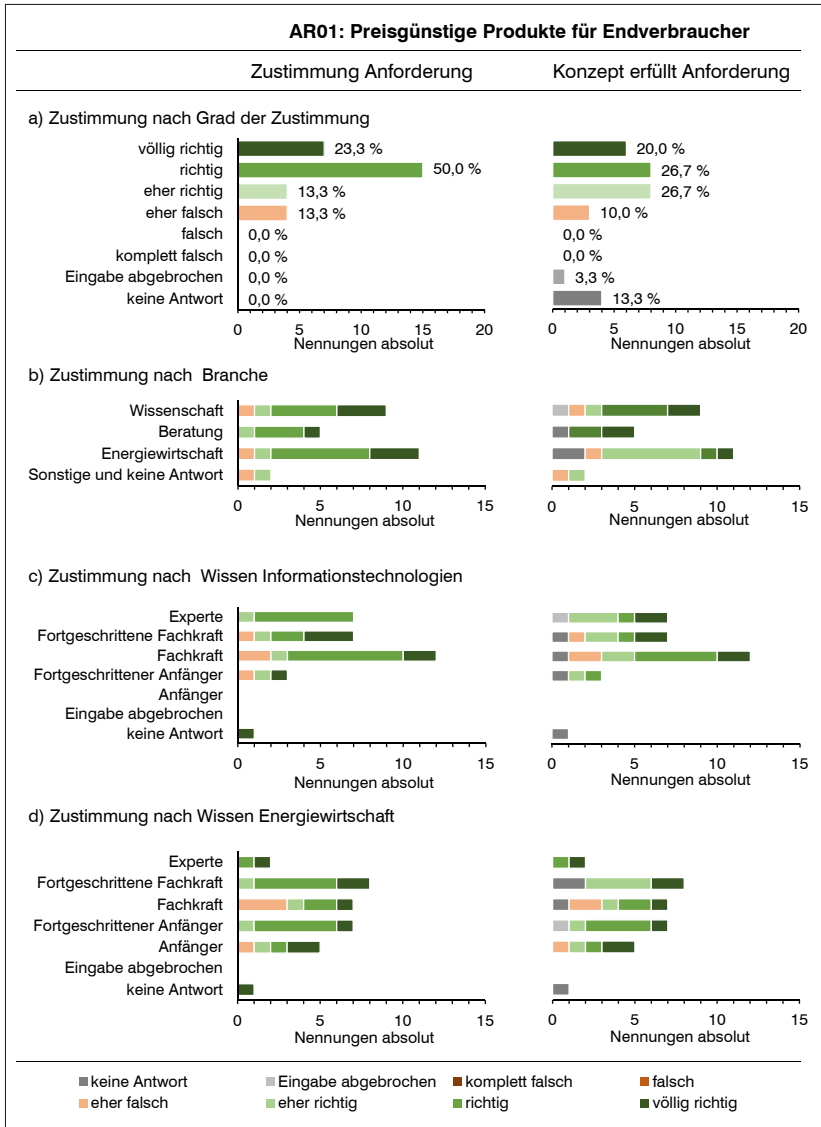 AR01: Preisgünstige Produkte für Endverbraucher
Zustimmung Anforderung Konzept erfüllt Anforderung
a) Zustimmung nach Grad der Zustimmung
völlig richtig 23,3 % 20,0 %
richtig 50,0 % 26,7 %
eher richtig 13,3 % 26,7 %
eher falsch 13,3 % 10,0 %
falsch 0,0 % 0,0 %
komplett falsch 0,0 % 0,0 %
Eingabe abgebrochen 0,0 % 3,3 %
keine Antwort 0,0 % 13,3 %
0 5 10 15 20 0 5 10 15 20
Nennungen absolut Nennungen absolut
b) Zustimmung nach Branche
Wissenschaft
Beratung
Energiewirtschaft
Sonstige und keine Antwort
0 5 10 15 0 5 10 15
Nennungen absolut Nennungen absolut
c) Zustimmung nach Wissen Informationstechnologien
Experte
Fortgeschrittene Fachkraft
Fachkraft
Fortgeschrittener Anfänger
Anfänger
Eingabe abgebrochen
keine Antwort
0 5 10 15 0 5 10 15
Nennungen absolut Nennungen absolut
d) Zustimmung nach Wissen Energiewirtschaft
Experte
Fortgeschrittene Fachkraft
Fachkraft
Fortgeschrittener Anfänger
Anfänger
Eingabe abgebrochen
keine Antwort
0 5 10 15 0 5 10 15
Nennungen absolut Nennungen absolut
keine Antwort Eingabe abgebrochen komplett falsch falsch
eher falsch eher richtig richtig völlig richtig